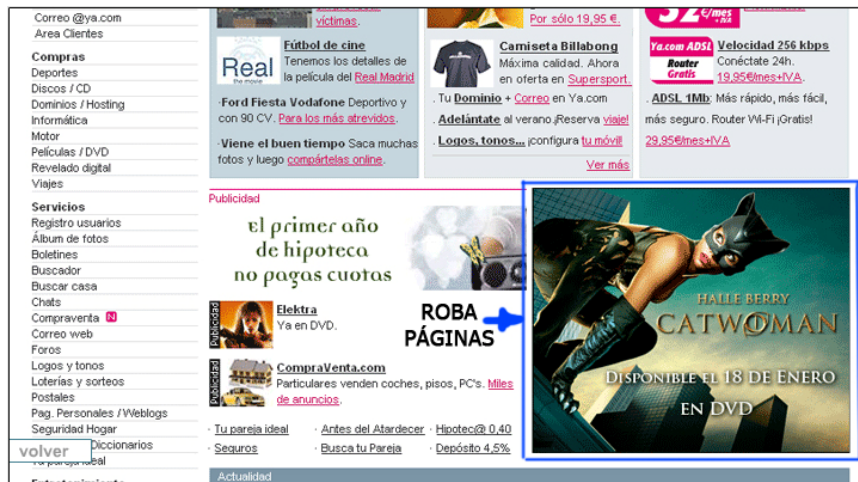 Correo @ya.com
Area Clientes
Compras
Deportes
Discos / CD
Dominios / Hosting
Informática
Motor
Películas / DVD
Revelado digital
Viajes
Servicios
Registro usuarios
Álbum de fotos
Boletines
Buscador
Buscar casa
Chats
Compraventa N
Correo web
Foros
Logos y tonos
Loterías y sorteos
Postales
Pag. Personales / Weblogs
Seguridad Hogar
Diccionarios
volver
Tu pareja ideal
víctimas.
Fútbol de cine
Tenemos los detalles de
la película del Real Madrid
Real
the movie
·Ford Fiesta Vodafone Deportivo y
con 90 CV. Para los más atrevidos.
·Viene el buen tiempo Saca muchas
fotos y luego compártelas online.
Por sólo 19,95 €.
Camiseta Billabong
Máxima calidad. Ahora
en oferta en Supersport.
. Tu Dominio + Correo en Ya.com
. Adelántate al verano.¡Reserva viaje!
. Logos, tonos... ¡configura tu móvil!
Ver más
32€/mes
+IVA
Ya.com ADSL
Router
Gratis
Velocidad 256 kbps
Conéctate 24h.
19,95€/mes+IVA.
. ADSL 1Mb: Más rápido, más fácil,
más seguro. Router Wi-Fi ¡Gratis!
29,95€/mes+IVA
Publicidad
el primer año
de hipoteca
no pagas cuotas
Publicidad
Elektra
Ya en DVD.
Publicidad
CompraVenta.com
Particulares venden coches, pisos, PC's. Miles
de anuncios.
ROBA
PÁGINAS
HALLE BERRY
CATWOMAN
DISPONIBLE EL 18 DE ENERO
EN DVD
· Tu pareja ideal · Antes del Atardecer · Hipotec@ 0,40
· Seguros · Busca tu Pareja · Depósito 4,5%
Actualidad